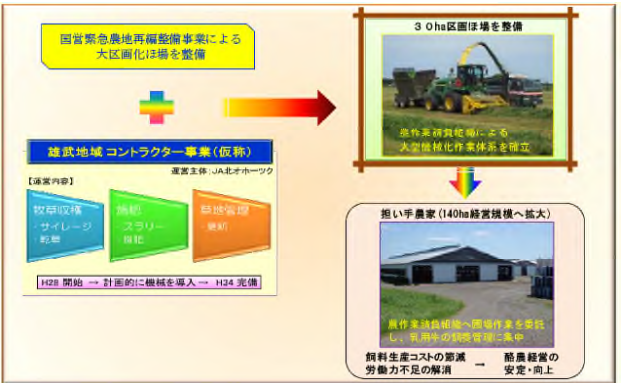 国営緊急農地再編整備事業による
大区画化ほ場を整備
雄武地域 コントラクター事業(仮称)
運営主体:JA北オホーツク
【運営内容】
牧草収穫
・サイレージ
・乾草
施肥
・スラリー
・堆肥
草地管理
・更新
H28 開始 → 計画的に機械を導入 → H34 完備
30ha区画ほ場を整備
農作業請負組織による
大型機械化作業体系を確立
担い手農家(140ha経営規模へ拡大)
農作業請負組織へ圃場作業を委託
し、乳用牛の飼養管理に集中
飼料生産コストの節減
労働力不足の解消
→
酪農経営の
安定・向上